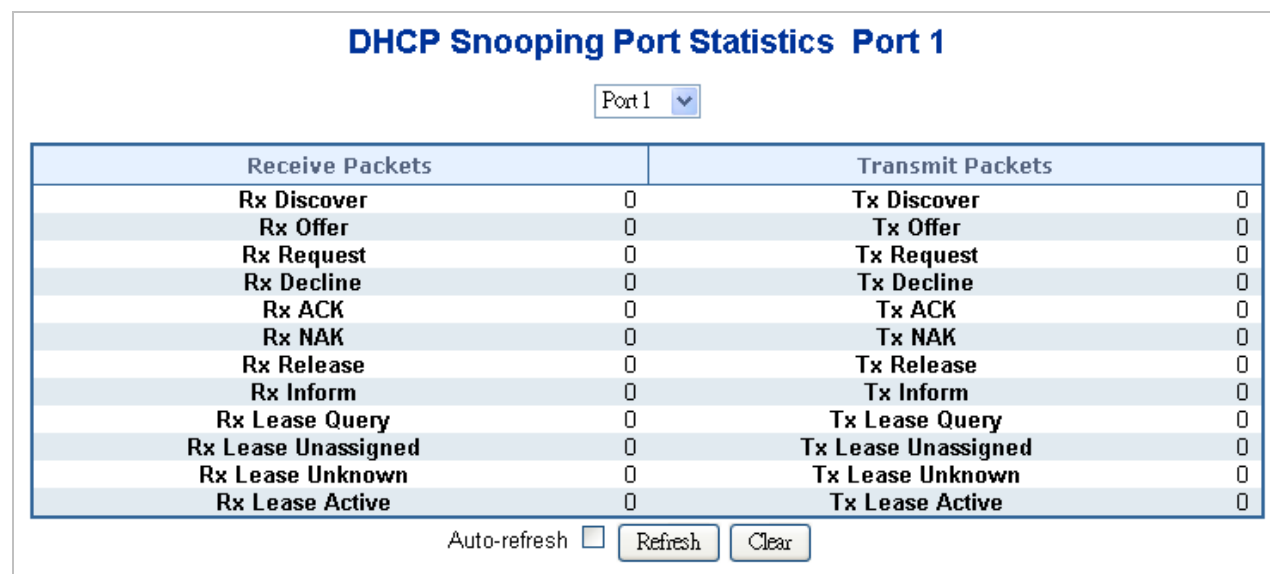 DHCP Snooping Port Statistics Port 1
Port 1
Receive Packets Transmit Packets
Rx Discover 0 Tx Discover 0
Rx Offer 0 Tx Offer 0
Rx Request 0 Tx Request 0
Rx Decline 0 Tx Decline 0
Rx ACK 0 Tx ACK 0
Rx NAK 0 Tx NAK 0
Rx Release 0 Tx Release 0
Rx Inform 0 Tx Inform 0
Rx Lease Query 0 Tx Lease Query 0
Rx Lease Unassigned 0 Tx Lease Unassigned 0
Rx Lease Unknown 0 Tx Lease Unknown 0
Rx Lease Active 0 Tx Lease Active 0
Auto-refresh Refresh Clear